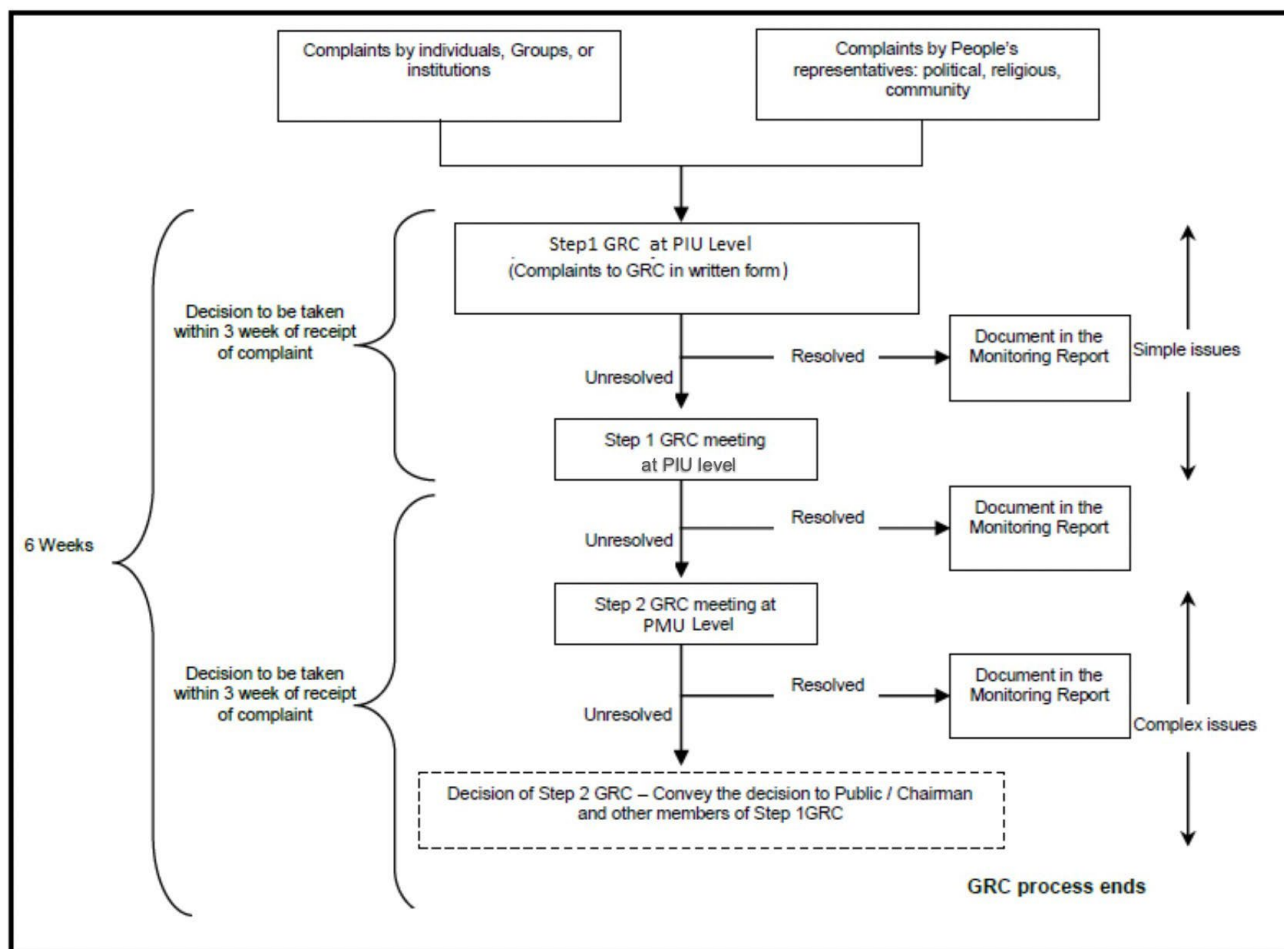 Complaints by individuals, Groups, or
institutions
Complaints by People's
representatives: political, religious,
community
Step1 GRC at PIU Level
(Complaints to GRC in written form)
Decision to be taken
within 3 week of receipt
of complaint
Resolved
Document in the
Monitoring Report
Simple issues
Unresolved
Step 1 GRC meeting
at PIU level
6 Weeks
Resolved
Document in the
Monitoring Report
Unresolved
Step 2 GRC meeting at
PMU Level
Decision to be taken
within 3 week of receipt
of complaint
Resolved
Document in the
Monitoring Report
Complex issues
Unresolved
Decision of Step 2 GRC – Convey the decision to Public / Chairman
and other members of Step 1GRC
GRC process ends